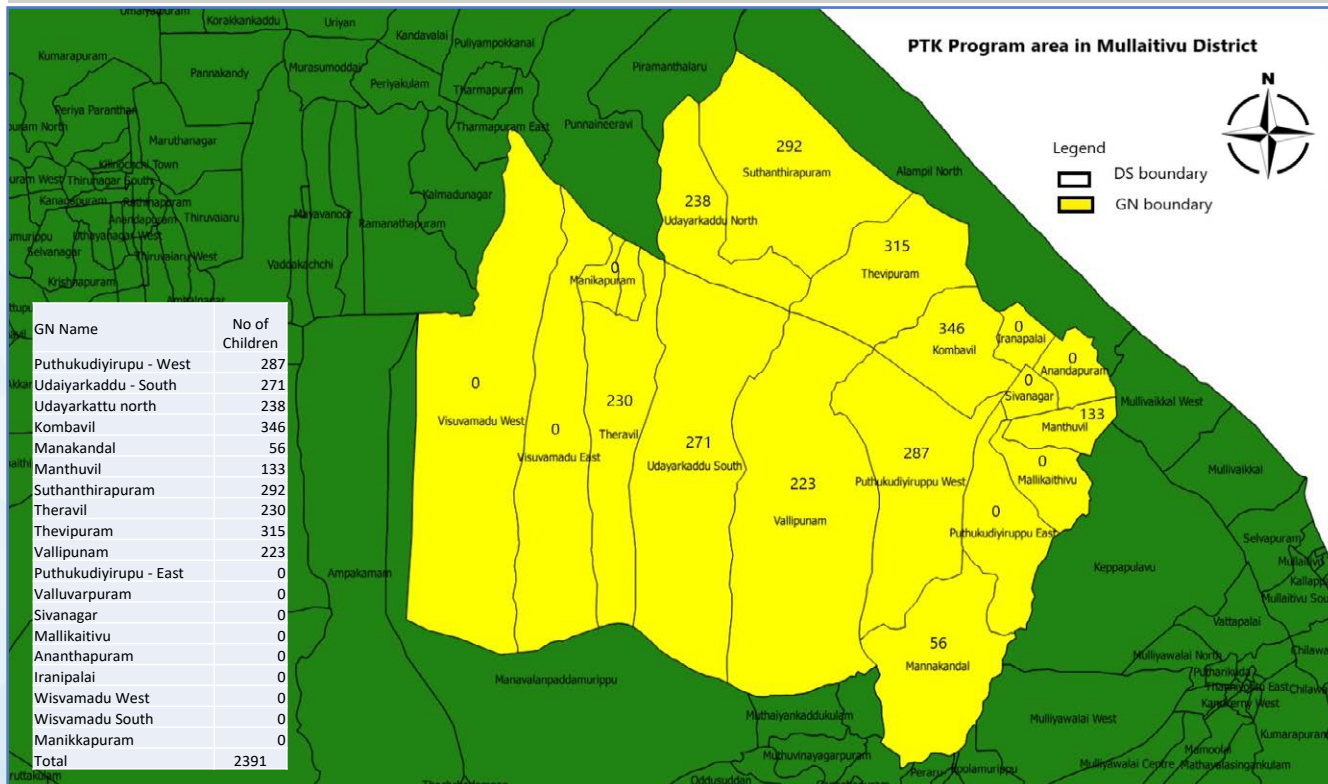 PTK Program area in Mullaitivu District
N
Legend
DS boundary
GN boundary
Korakkankaddu
Uriyan
Kandavalai
Puliyampokkanai
Kumarapuram
Pannakandy
Murasumoddai
Periyakulam
Tharmapuram
Piramanthalaru
Periya Paranthan
Tharmapuram East
Punnaineeravi
Maruthanagar
Kilinochchi Town
Thiruvaiaru
Kalmadunagar
Mayavanoor
Ramanathapuram
Alampil North
Selvanagar
Thiruvaiaru West
Vaddakachchi
Krishnapuram
292
Suthanthirapuram
238
Udayarkaddu North
315
Thevipuram
0
Manikapuram
346
Kombavil
0
Iranapalai
0
Anandapuram
0
Sivanagar
133
Manthuvil
Mullivaikkal West
0
Visuvamadu West
230
Theravil
0
Visuvamadu East
271
Udayarkaddu South
287
Puthukudiyiruppu West
0
Mallikaithivu
Mullivaikkal
223
Vallipunam
0
Puthukudiyiruppu East
Selvapuram
Keppapulavu
Ampakamam
Vattapalai
56
Mannakandal
Mulliyawalai North
Manavalanpaddamurippu
Muthaiyankaddukulam
Mulliyawalai West
Muthuvinayagarpuram
Mamoolai
Mulliyawalai Centre
Mathavalasingankulam
Oddusuddan
Peraru
GN Name No of Children
Puthukudiyirupu - West 287
Udaiyarkaddu - South 271
Udayarkattu north 238
Kombavil 346
Manakandal 56
Manthuvil 133
Suthanthirapuram 292
Theravil 230
Thevipuram 315
Vallipunam 223
Puthukudiyirupu - East 0
Valluvarpuram 0
Sivanagar 0
Mallikaitivu 0
Ananthapuram 0
Iranipalai 0
Wisvamadu West 0
Wisvamadu South 0
Manikkapuram 0
Total 2391